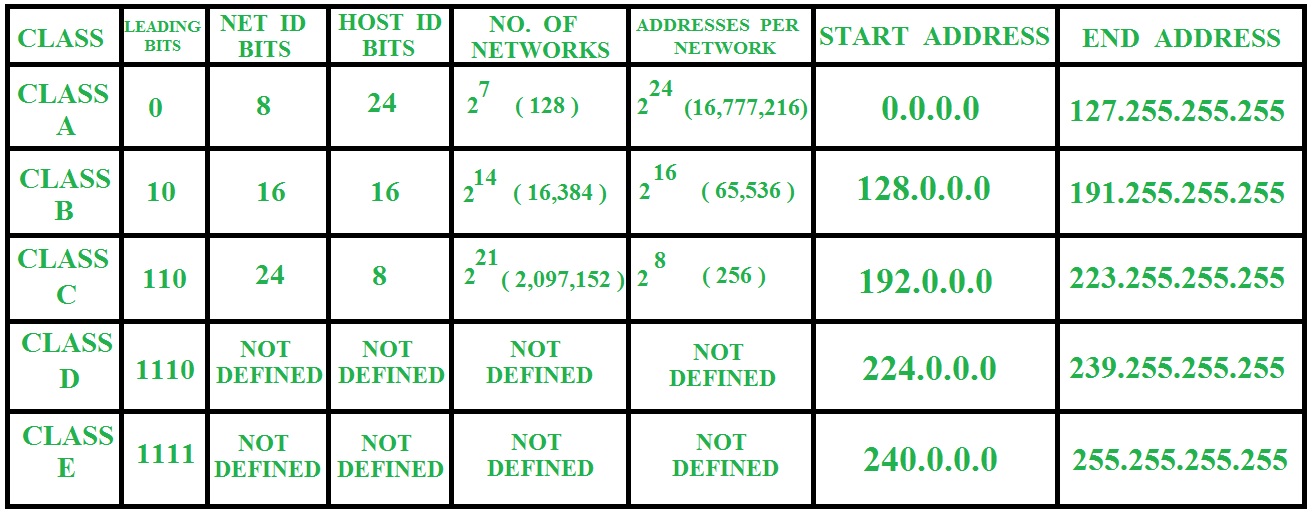 CLASS LEADING BITS NET ID BITS HOST ID BITS NO. OF NETWORKS ADDRESSES PER NETWORK START ADDRESS END ADDRESS
CLASS A 0 8 24 2^7 ( 128 ) 2^24 (16,777,216) 0.0.0.0 127.255.255.255
CLASS B 10 16 16 2^14 ( 16,384 ) 2^16 ( 65,536 ) 128.0.0.0 191.255.255.255
CLASS C 110 24 8 2^21 ( 2,097,152 ) 2^8 ( 256 ) 192.0.0.0 223.255.255.255
CLASS D 1110 NOT DEFINED NOT DEFINED NOT DEFINED NOT DEFINED 224.0.0.0 239.255.255.255
CLASS E 1111 NOT DEFINED NOT DEFINED NOT DEFINED NOT DEFINED 240.0.0.0 255.255.255.255